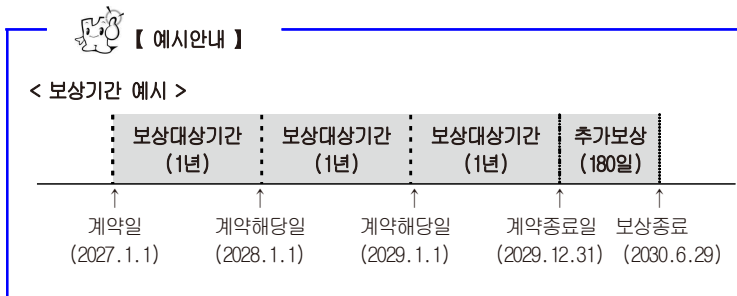 【 예시안내 】
< 보상기간 예시 >
보상대상기간 보상대상기간 보상대상기간 추가보상
(1년) (1년) (1년) (180일)
↑ ↑ ↑ ↑ ↑
계약일 계약해당일 계약해당일 계약종료일 보상종료
(2027.1.1) (2028.1.1) (2029.1.1) (2029.12.31) (2030.6.29)